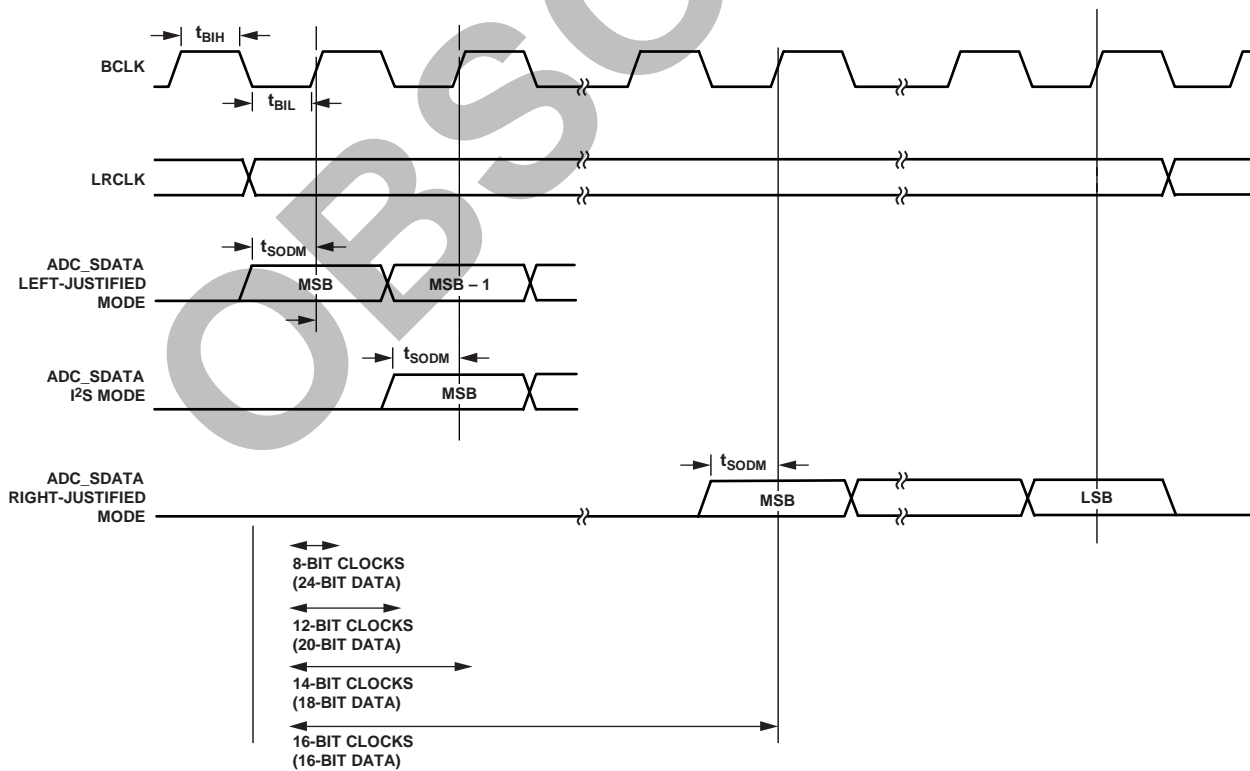 tBIH
BCLK
tBIL
LRCLK
tSODM
ADC_SDATA
LEFT-JUSTIFIED
MODE
MSB
MSB – 1
tSODM
ADC_SDATA
I²S MODE
MSB
tSODM
ADC_SDATA
RIGHT-JUSTIFIED
MODE
MSB
LSB
8-BIT CLOCKS
(24-BIT DATA)
12-BIT CLOCKS
(20-BIT DATA)
14-BIT CLOCKS
(18-BIT DATA)
16-BIT CLOCKS
(16-BIT DATA)
OBSO